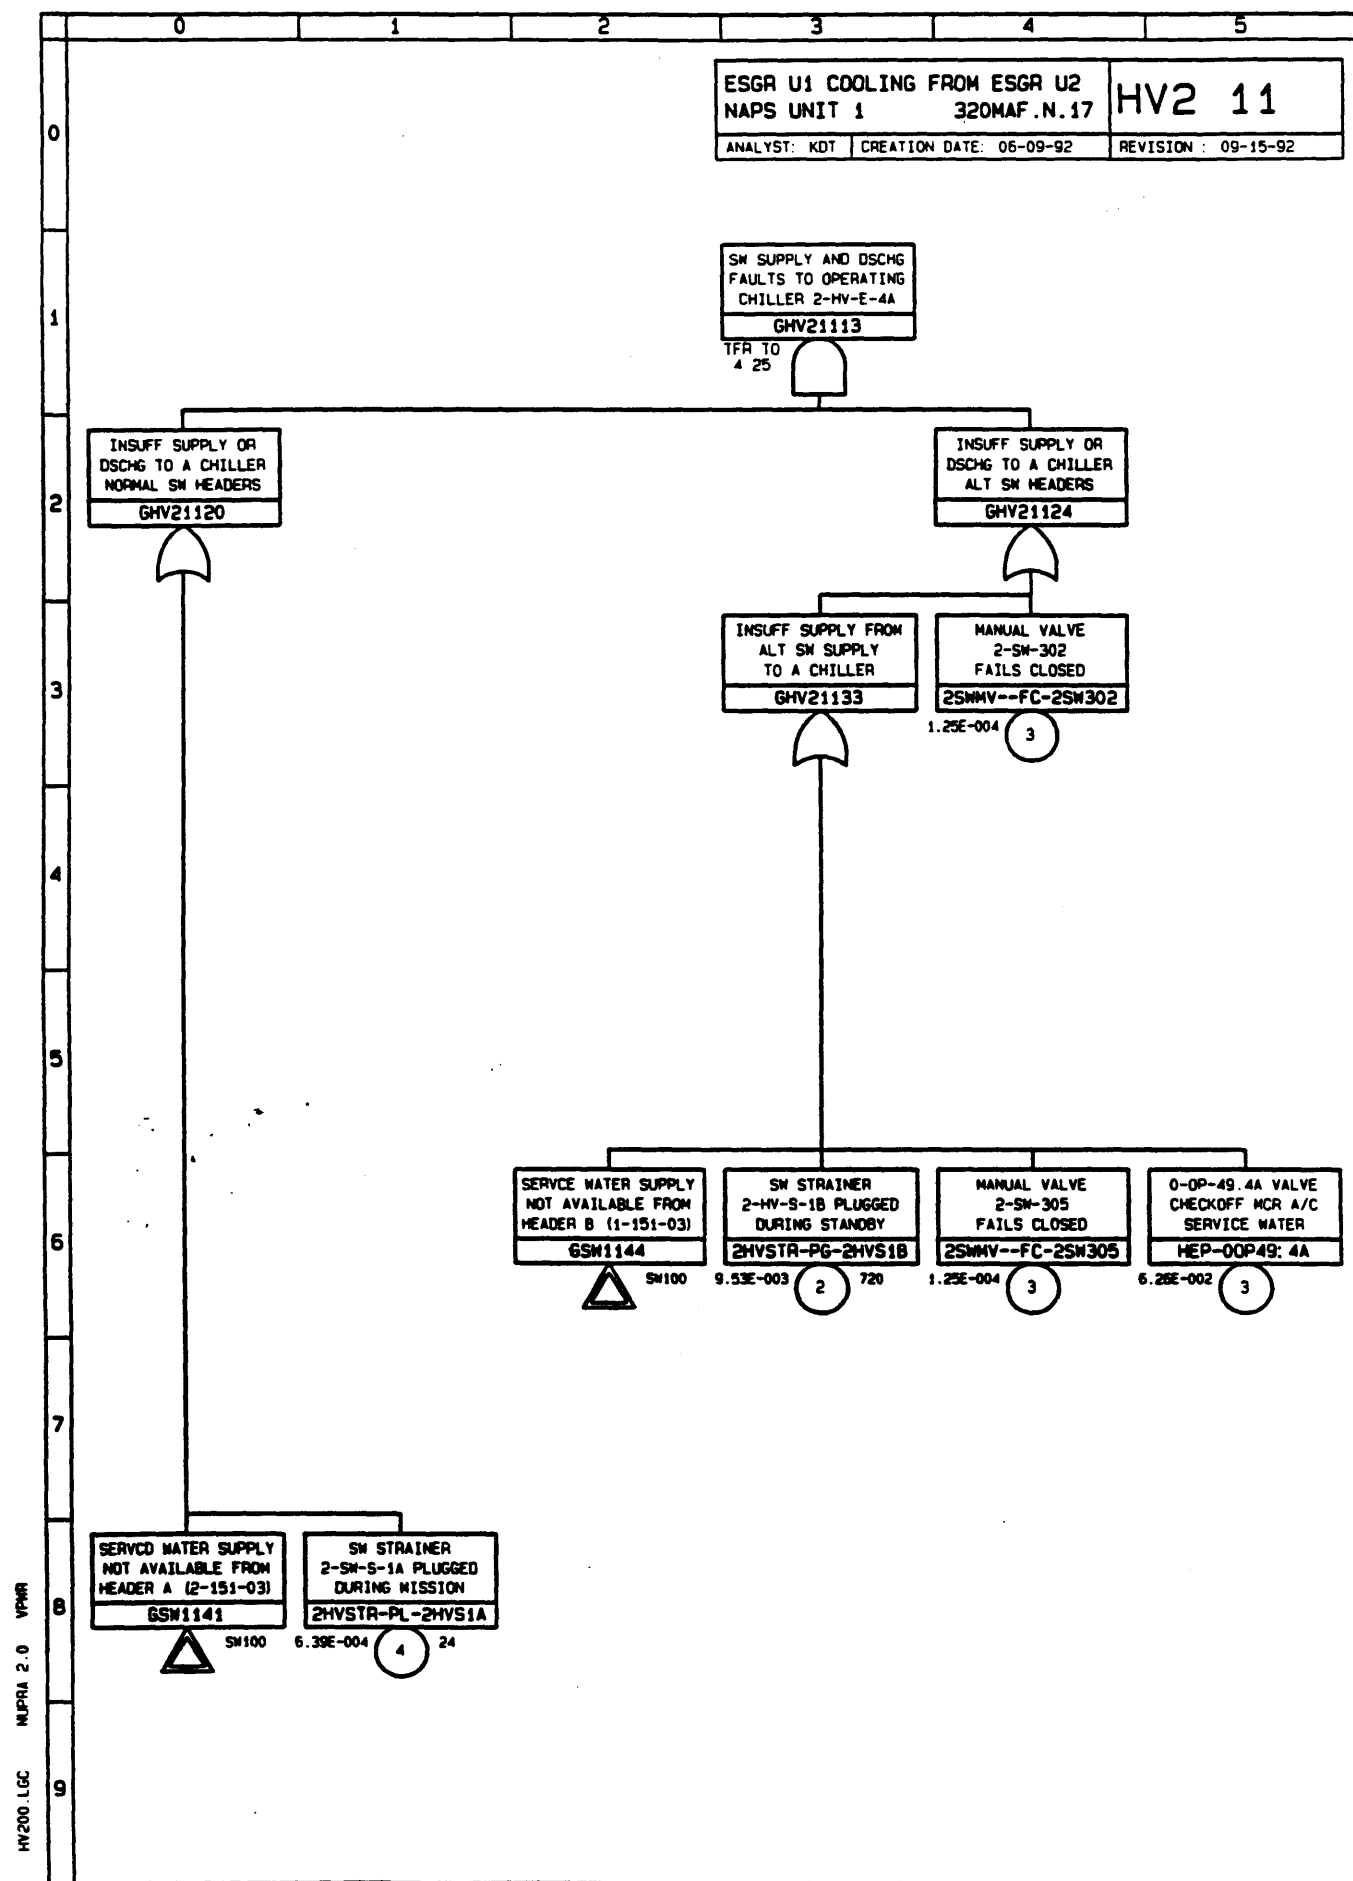 0 1 2 3 4 5
ESGR U1 COOLING FROM ESGR U2
NAPS UNIT 1 320MAF.N.17
HV2 11
ANALYST: KDT CREATION DATE: 06-09-92 REVISION : 09-15-92
0
1
2
3
4
5
6
7
8
9
SW SUPPLY AND DSCHG
FAULTS TO OPERATING
CHILLER 2-HV-E-4A
GHV21113
TFR TO
4 25
INSUFF SUPPLY OR
DSCHG TO A CHILLER
NORMAL SW HEADERS
GHV21120
INSUFF SUPPLY OR
DSCHG TO A CHILLER
ALT SW HEADERS
GHV21124
INSUFF SUPPLY FROM
ALT SW SUPPLY
TO A CHILLER
GHV21133
MANUAL VALVE
2-SW-302
FAILS CLOSED
2SWMV--FC-2SW302
1.25E-004 3
SERVCE WATER SUPPLY
NOT AVAILABLE FROM
HEADER B (1-151-03)
GSW1144
SW100
SW STRAINER
2-HV-S-1B PLUGGED
DURING STANDBY
2HVSTR-PG-2HVS1B
9.53E-003 2 720
MANUAL VALVE
2-SW-305
FAILS CLOSED
2SWMV--FC-2SW305
1.25E-004 3
0-OP-49.4A VALVE
CHECKOFF MCR A/C
SERVICE WATER
HEP-0OP49:4A
6.26E-002 3
SERVCD WATER SUPPLY
NOT AVAILABLE FROM
HEADER A (2-151-03)
GSW1141
SW100
SW STRAINER
2-SW-S-1A PLUGGED
DURING MISSION
2HVSTR-PL-2HVS1A
6.39E-004 4 24
HV200.LGC NUPRA 2.0 VPWR